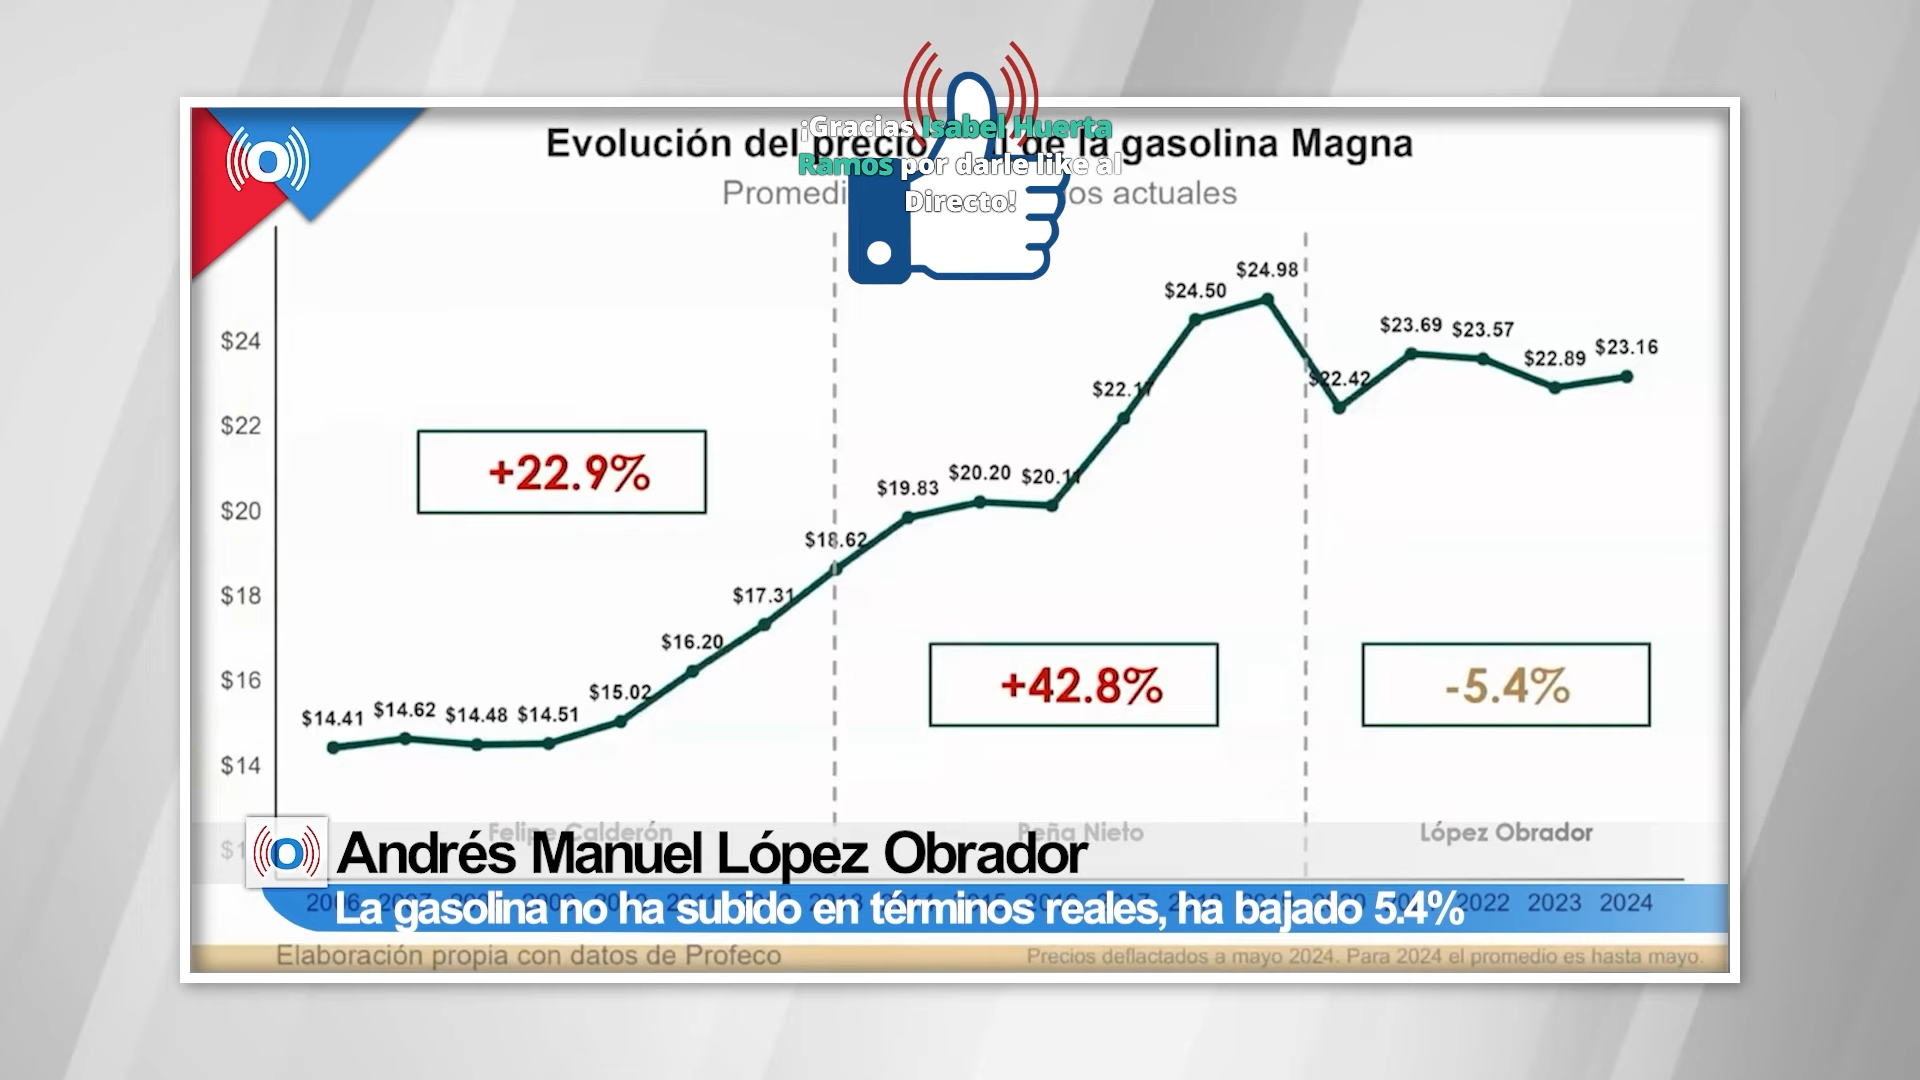 ¡Gracias Isabel Huerta
Ramos por darle like al
Directo!
Evolución del precio de la gasolina Magna
actuales
$24
$22
$20
$18
$16
$14
$14.41
$14.62
$14.48
$14.51
$15.02
$16.20
$17.31
$18.62
$19.83
$20.20
$24.50
$24.98
$22.42
$23.69
$23.57
$22.89
$23.16
+22.9%
+42.8%
-5.4%
Felipe Calderón
Peña Nieto
López Obrador
Andrés Manuel López Obrador
La gasolina no ha subido en términos reales, ha bajado 5.4%
2022 2023 2024
Elaboración propia con datos de Profeco
Precios deflactados a mayo 2024. Para 2024 el promedio es hasta mayo.